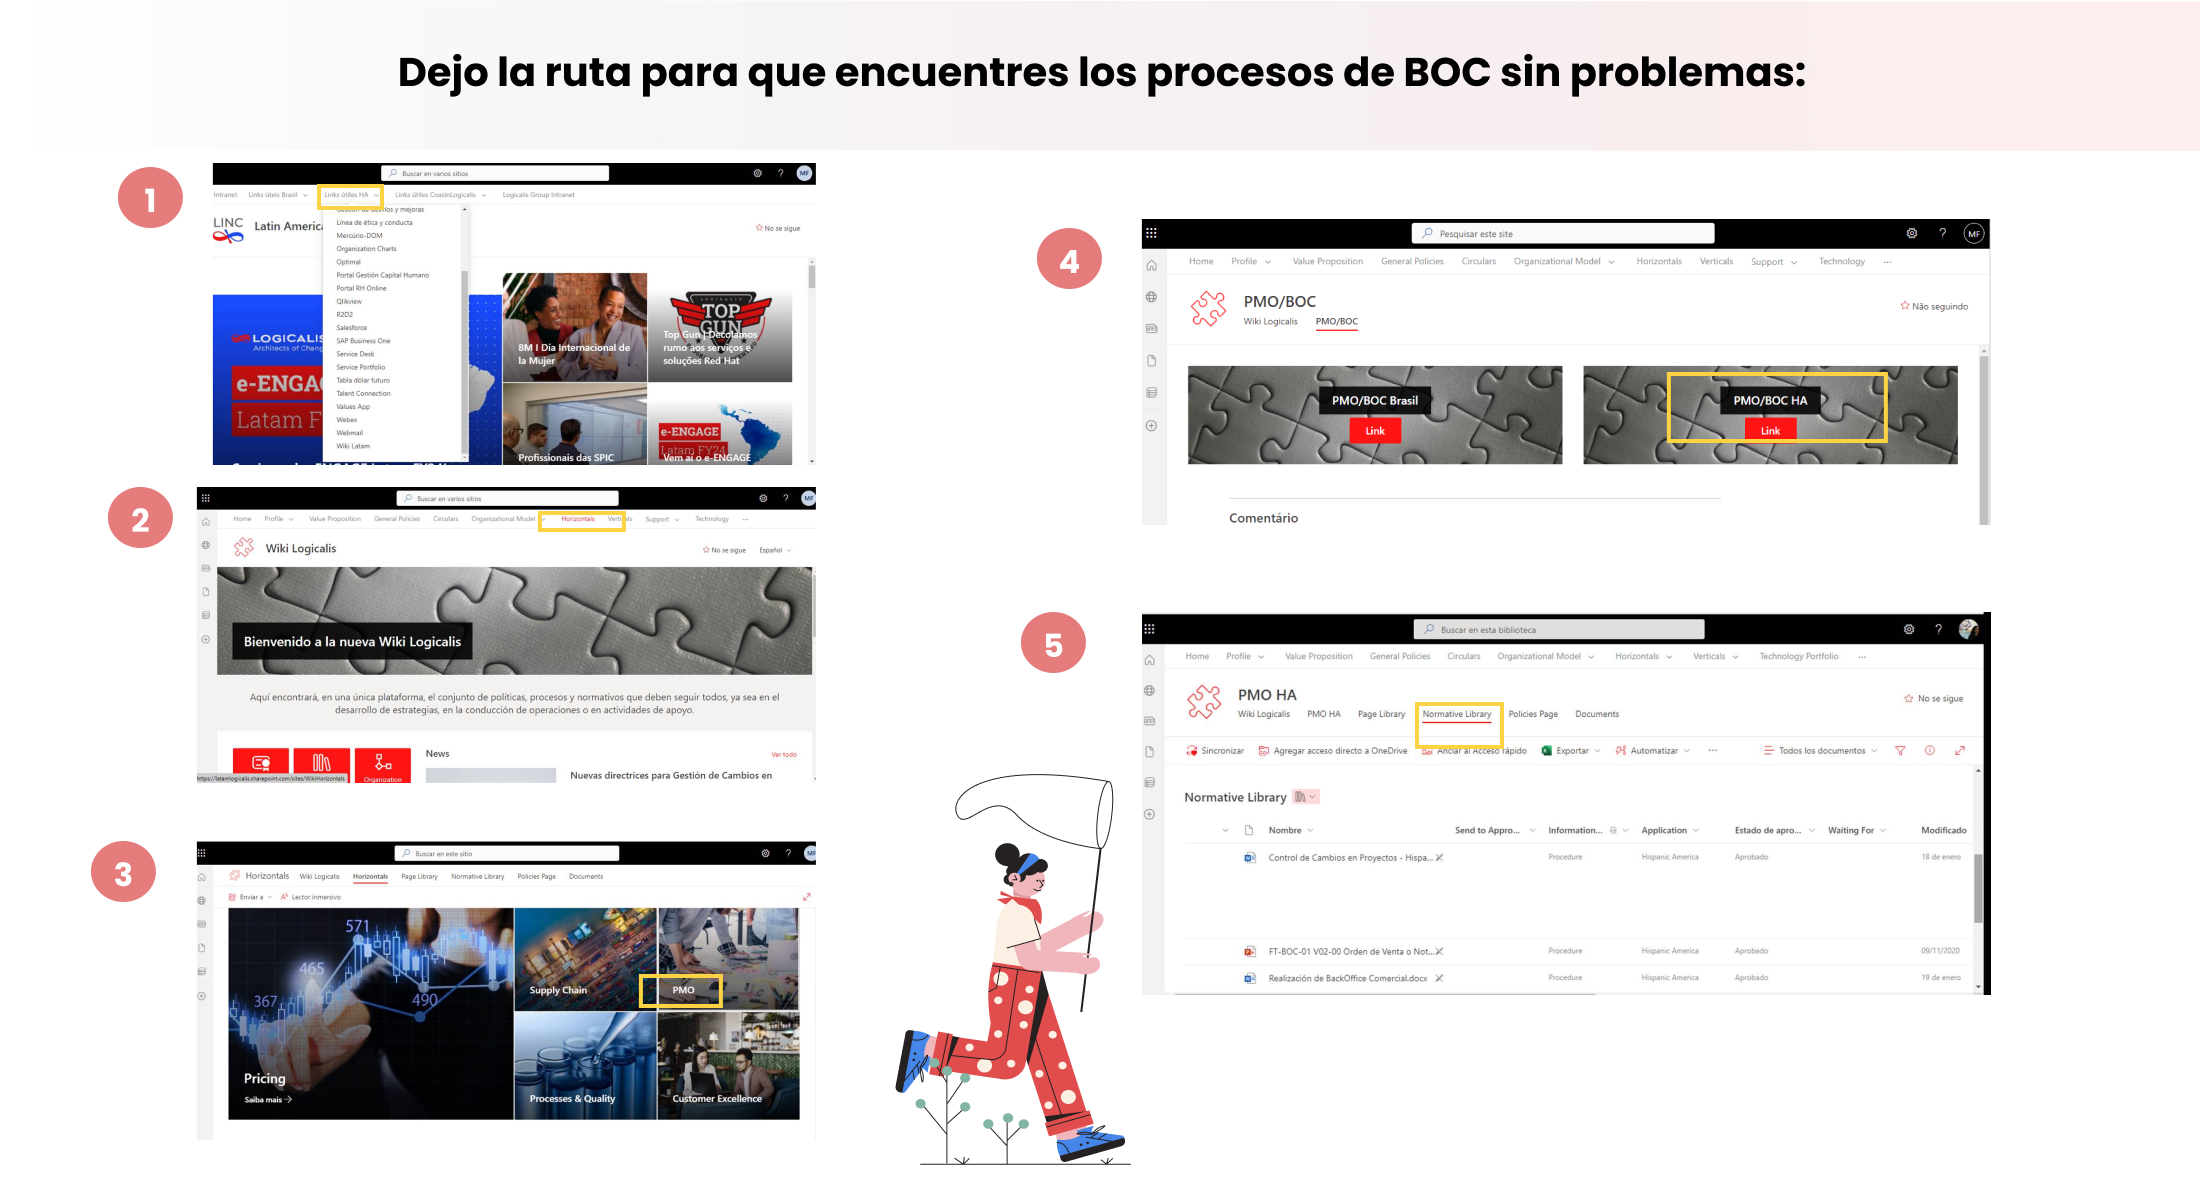 Dejo la ruta para que encuentres los procesos de BOC sin problemas:
1
Buscar en varios sitios
? MF
Intranet Links úteis Brasil Links útiles HA Links útiles CoasinLogicalis Logicalis Group Intranet
LINC Latin America
No se sigue
Gestión de desvíos y mejoras
Línea de ética y conducta
Mercúrio-DOM
Organization Charts
Optimal
Portal Gestión Capital Humano
Portal RH Online
Qlikview
R2D2
Salesforce
SAP Business One
Service Desk
Service Portfolio
Tabla dólar futuro
Talent Connection
Values App
Webex
Webmail
Wiki Latam
LOGICALIS
Architects of Chang
e-ENGA
Latam F
8M I Día Internacional de
la Mujer
LOGICALIS
TOP
GUN
Top Gun | Decolamos
rumo aos serviços e
soluções Red Hat
Profissionais das SPIC
e-ENGAGE
Latam FY24
Vem aí o e-ENGAGE
2
Buscar en varios sitios
? MF
Home Profile Value Proposition General Policies Circulars Organizational Model Horizontals Verticals Support Technology ...
Wiki Logicalis
No se sigue Español
Bienvenido a la nueva Wiki Logicalis
Aquí encontrará, en una única plataforma, el conjunto de políticas, procesos y normativos que deben seguir todos, ya sea en el
desarrollo de estrategias, en la conducción de operaciones o en actividades de apoyo.
News
Ver todo
Organization
Nuevas directrices para Gestión de Cambios en
https://latamlogicalis.sharepoint.com/sites/WikiHorizontals
3
Buscar en este sitio
? MF
Horizontals Wiki Logicalis Horizontals Page Library Normative Library Policies Page Documents
Enviar a Lector inmersivo
571
465
367
490
Pricing
Saiba mais
Supply Chain
PMO
Processes & Quality
Customer Excellence
4
Pesquisar este site
? MF
Home Profile Value Proposition General Policies Circulars Organizational Model Horizontals Verticals Support Technology ...
PMO/BOC
Wiki Logicalis PMO/BOC
Não seguindo
PMO/BOC Brasil
Link
PMO/BOC HA
Link
Comentário
5
Buscar en esta biblioteca
?
Home Profile Value Proposition General Policies Circulars Organizational Model Horizontals Verticals Technology Portfolio ...
PMO HA
Wiki Logicalis PMO HA Page Library Normative Library Policies Page Documents
No se sigue
Sincronizar Agregar acceso directo a OneDrive Anclar al Acceso rápido Exportar Automatizar ... Todos los documentos
Normative Library
Nombre Send to Appro... Information... Application Estado de apro... Waiting For Modificado
Control de Cambios en Proyectos - Hispa... Procedure Hispanic America Aprobado 18 de enero
FT-BOC-01 V02-00 Orden de Venta o Not... Procedure Hispanic America Aprobado 09/11/2020
Realización de BackOffice Comercial.docx Procedure Hispanic America Aprobado 19 de enero